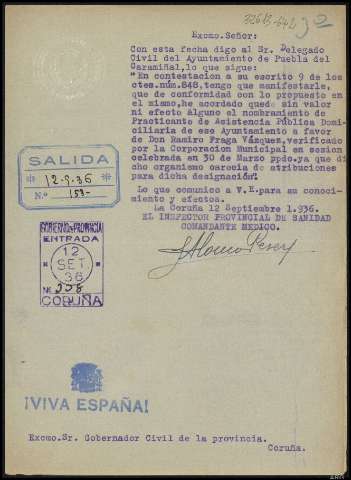 32643-642 32
Excmo. Señor:
Con esta fecha digo al Sr. Delegado
Civil del Ayuntamiento de Puebla del
Caramiñal, lo que sigue:
"En contestacion a su escrito 9 de los
ctes. núm. 848, tengo que manifestarle,
que de conformidad con lo propuesto en
el mismo, he acordado quede sin valor
ni efecto Alguno el nombramiento de
Practicante de Asistencia Pública Domi-
iliaria de ese Ayuntamiento a favor
de Don Ramiro Fraga Vázquez, verificado
por la Corporacion Municipal en sesion
celebrada en 30 de Marzo ppdo. ya que di
cho organismo carecia de atribuciones
para dicha designación".
Lo que comunico a V.E. para su conoci-
miento y efectos.
La Coruña 12 Septiembre 1.936.
EL INSPECTOR PROVINCIAL DE SANIDAD
COMANDANTE MEDICO.
SALIDA
12-9-36
N.º 153-
GOBIERNO de PROVINCIA
ENTRADA
12
SET
36
Nº 558
CORUÑA
¡VIVA ESPAÑA!
Excmo. Sr. Gobernador Civil de la provincia.
Coruña.